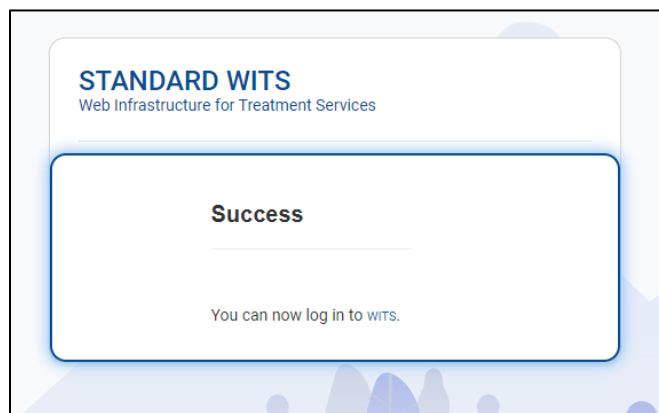 STANDARD WITS
Web Infrastructure for Treatment Services
Success
You can now log in to WITS.